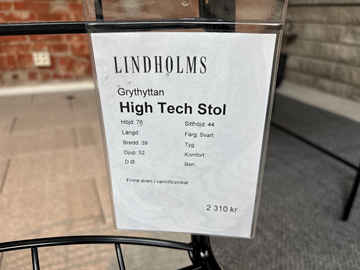 LINDHOLMS
Grythyttan
High Tech Stol
Höjd: 76 Sitthöjd: 44
Längd: Färg: Svart
Bredd: 39 Tyg:
Djup: 52 Komfort:
D Ø: Ben:
Finns även i varmförzinkat
2 310 kr